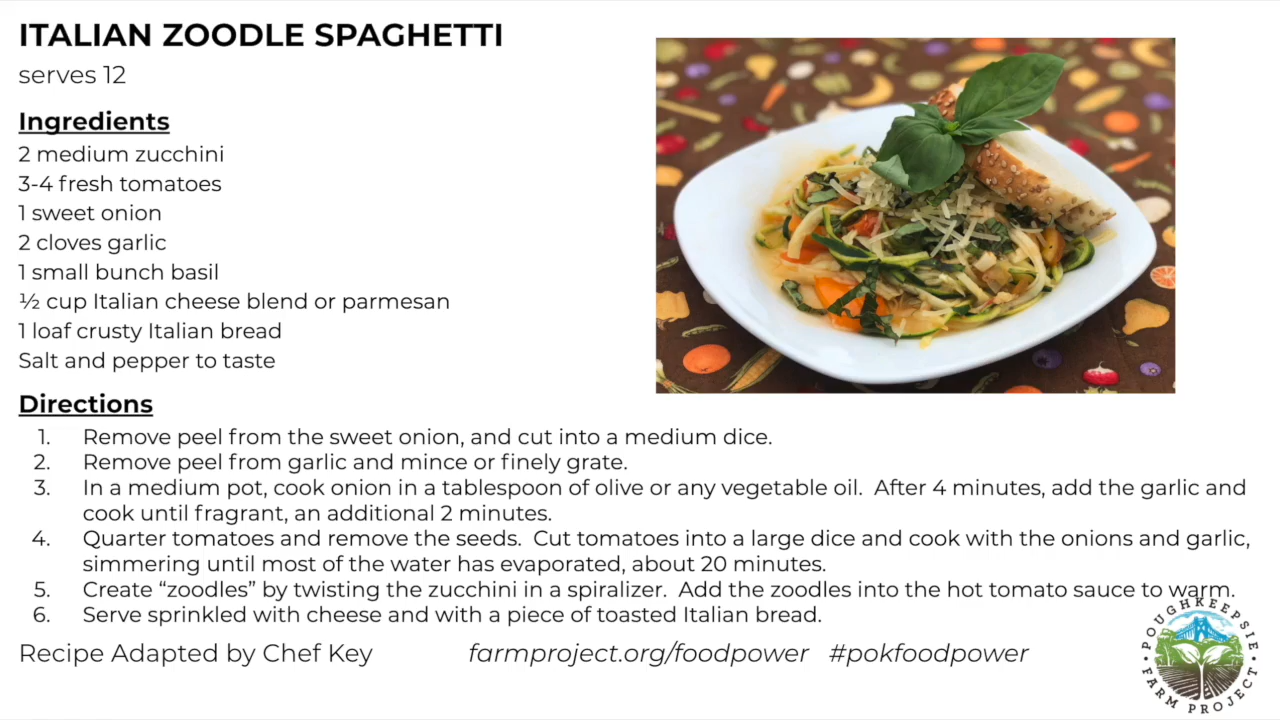 ITALIAN ZOODLE SPAGHETTI
serves 12
Ingredients
2 medium zucchini
3-4 fresh tomatoes
1 sweet onion
2 cloves garlic
1 small bunch basil
½ cup Italian cheese blend or parmesan
1 loaf crusty Italian bread
Salt and pepper to taste
Directions
1. Remove peel from the sweet onion, and cut into a medium dice.
2. Remove peel from garlic and mince or finely grate.
3. In a medium pot, cook onion in a tablespoon of olive or any vegetable oil.  After 4 minutes, add the garlic and
cook until fragrant, an additional 2 minutes.
4. Quarter tomatoes and remove the seeds.  Cut tomatoes into a large dice and cook with the onions and garlic,
simmering until most of the water has evaporated, about 20 minutes.
5. Create “zoodles” by twisting the zucchini in a spiralizer.  Add the zoodles into the hot tomato sauce to warm.
6. Serve sprinkled with cheese and with a piece of toasted Italian bread.
Recipe Adapted by Chef Key
farmproject.org/foodpower #pokfoodpower
POUGHKEEPSIE
FARM PROJECT